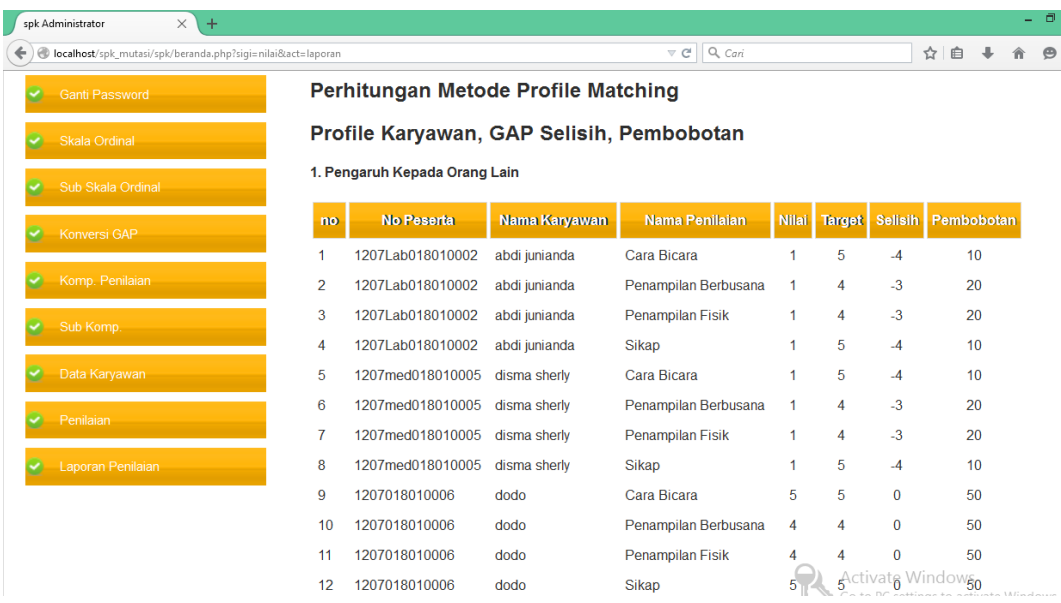 spk Administrator
localhost/spk_mutasi/spk/beranda.php?sigi=nilai&act=laporan
Cari
Ganti Password
Skala Ordinal
Sub Skala Ordinal
Konversi GAP
Komp. Penilaian
Sub Komp.
Data Karyawan
Penilaian
Laporan Penilaian
Perhitungan Metode Profile Matching
Profile Karyawan, GAP Selisih, Pembobotan
1. Pengaruh Kepada Orang Lain
no No Peserta Nama Karyawan Nama Penilaian Nilai Target Selisih Pembobotan
1 1207Lab018010002 abdi junianda Cara Bicara 1 5 -4 10
2 1207Lab018010002 abdi junianda Penampilan Berbusana 1 4 -3 20
3 1207Lab018010002 abdi junianda Penampilan Fisik 1 4 -3 20
4 1207Lab018010002 abdi junianda Sikap 1 5 -4 10
5 1207med018010005 disma sherly Cara Bicara 1 5 -4 10
6 1207med018010005 disma sherly Penampilan Berbusana 1 4 -3 20
7 1207med018010005 disma sherly Penampilan Fisik 1 4 -3 20
8 1207med018010005 disma sherly Sikap 1 5 -4 10
9 1207018010006 dodo Cara Bicara 5 5 0 50
10 1207018010006 dodo Penampilan Berbusana 4 4 0 50
11 1207018010006 dodo Penampilan Fisik 4 4 0 50
12 1207018010006 dodo Sikap 5 5 0 50
Activate Windows
Go to PC settings to activate Windows